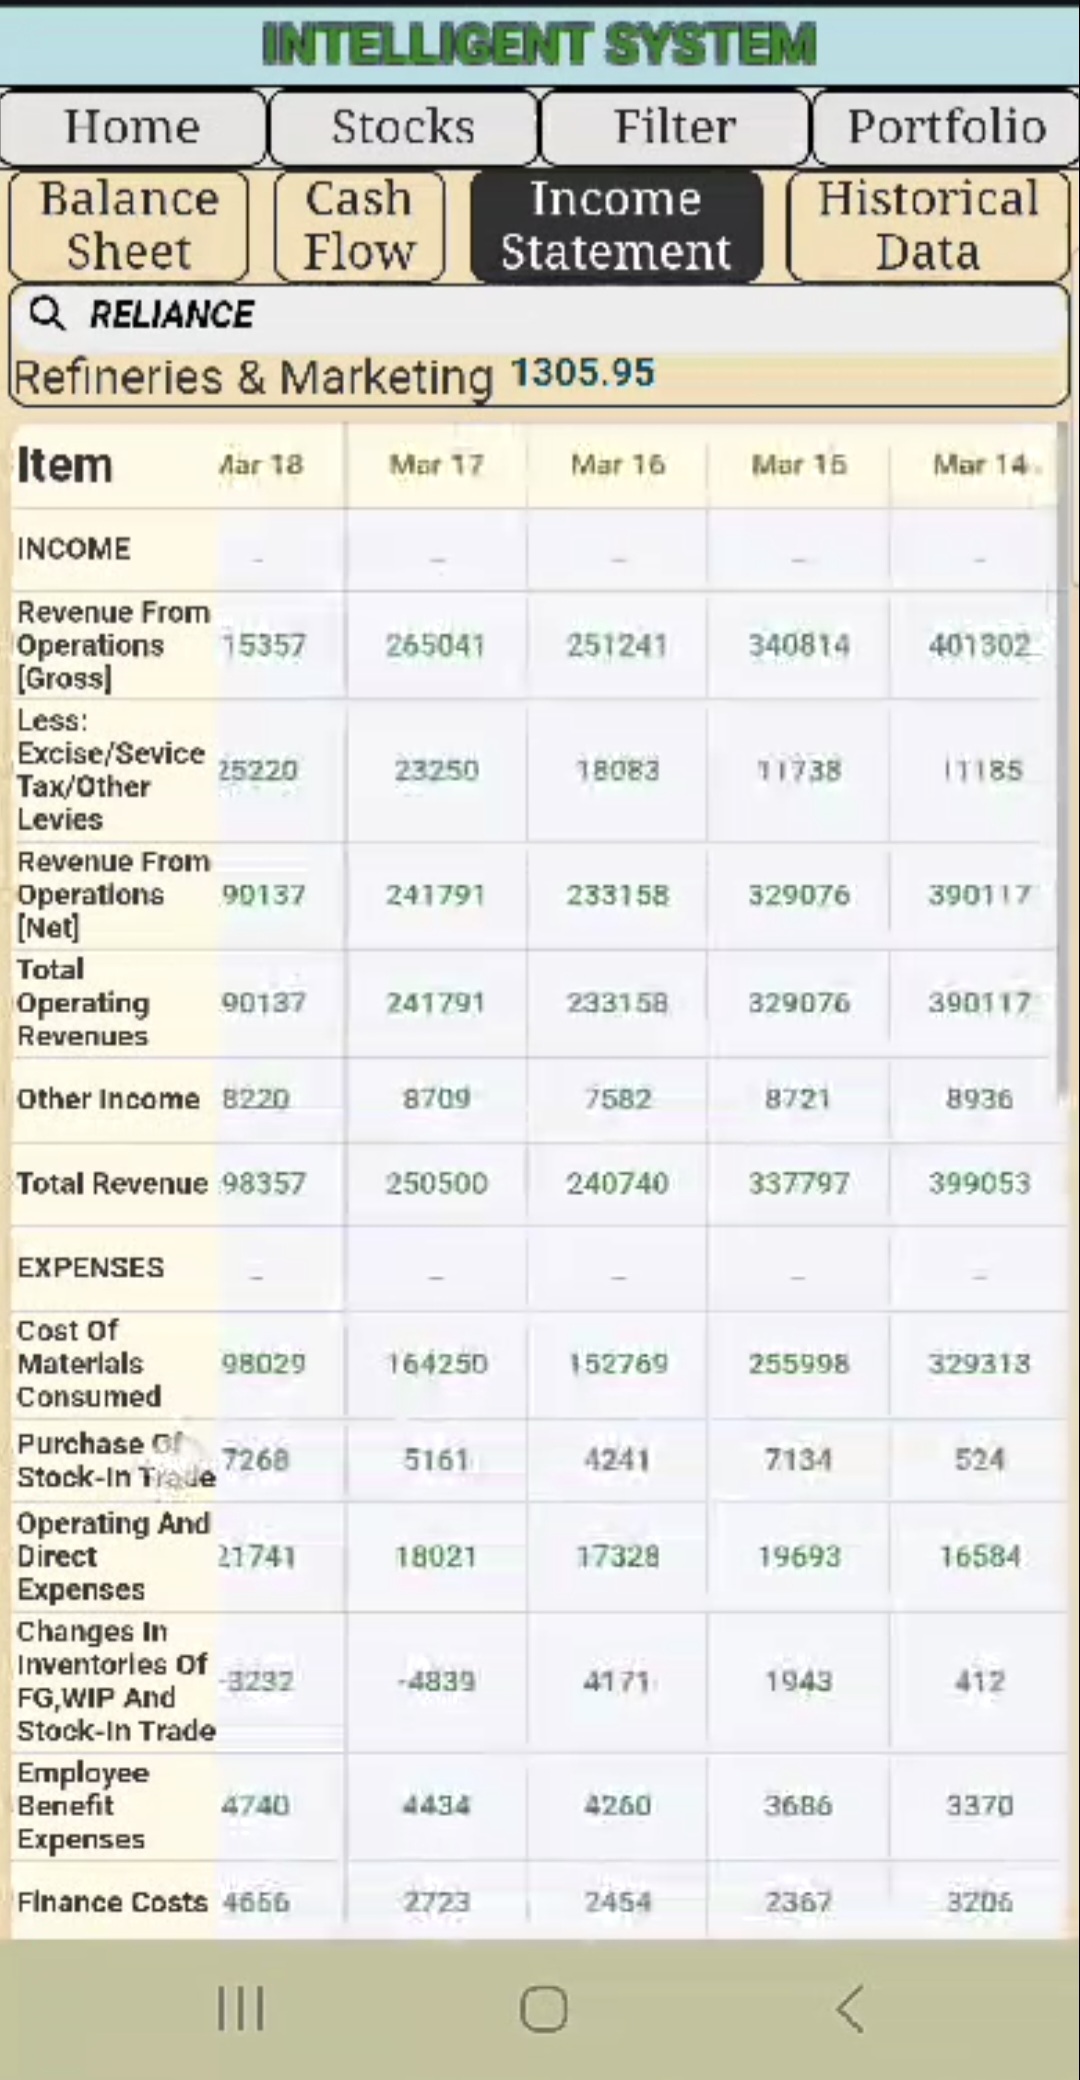 INTELLIGENT SYSTEM
Home Stocks Filter Portfolio
Balance Sheet Cash Flow Income Statement Historical Data
RELIANCE
Refineries & Marketing 1305.95
Item Mar 18 Mar 17 Mar 16 Mar 15 Mar 14
INCOME - - - - -
Revenue From Operations [Gross] 15357 265041 251241 340814 401302
Less: Excise/Sevice Tax/Other Levies 25220 23250 18083 11738 11185
Revenue From Operations [Net] 90137 241791 233158 329076 390117
Total Operating Revenues 90137 241791 233158 329076 390117
Other Income 8220 8709 7582 8721 8936
Total Revenue 98357 250500 240740 337797 399053
EXPENSES - - - - -
Cost Of Materials Consumed 98029 164250 152769 255998 329313
Purchase Of Stock-In Trade 7268 5161 4241 7134 524
Operating And Direct Expenses 21741 18021 17328 19693 16584
Changes In Inventories Of FG,WIP And Stock-In Trade -3232 -4839 4171 1943 412
Employee Benefit Expenses 4740 4434 4260 3686 3370
Finance Costs 4656 2723 2454 2367 3206